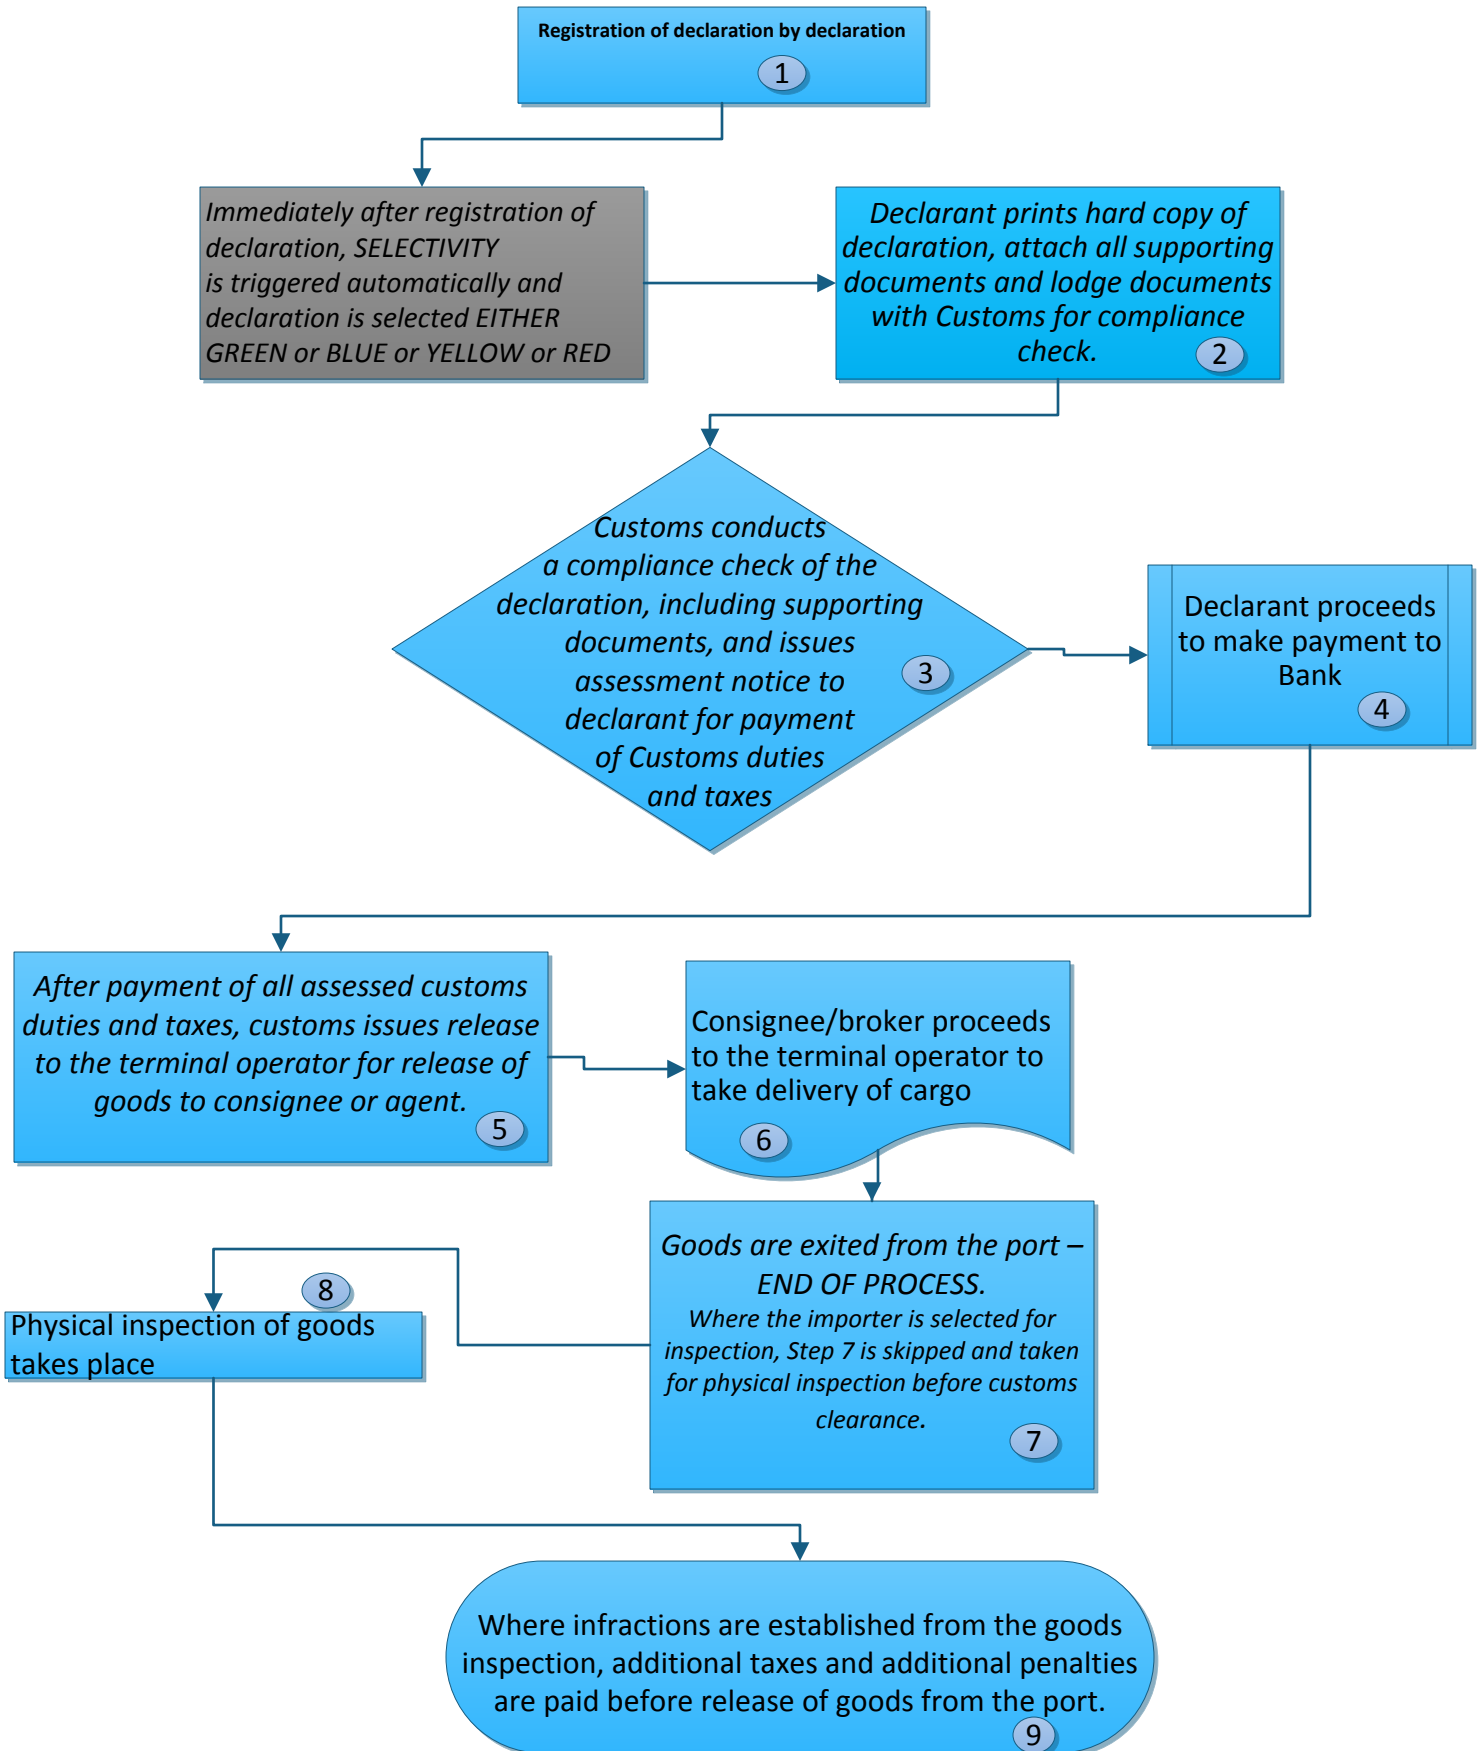 Registration of declaration by declaration
1
Immediately after registration of
declaration, SELECTIVITY
is triggered automatically and
declaration is selected EITHER
GREEN or BLUE or YELLOW or RED
Declarant prints hard copy of
declaration, attach all supporting
documents and lodge documents
with Customs for compliance
check.
2
Customs conducts
a compliance check of the
declaration, including supporting
documents, and issues
assessment notice to
declarant for payment
of Customs duties
and taxes
3
Declarant proceeds
to make payment to
Bank
4
After payment of all assessed customs
duties and taxes, customs issues release
to the terminal operator for release of
goods to consignee or agent.
5
Consignee/broker proceeds
to the terminal operator to
take delivery of cargo
6
Goods are exited from the port –
END OF PROCESS.
Where the importer is selected for
inspection, Step 7 is skipped and taken
for physical inspection before customs
clearance.
7
8
Physical inspection of goods
takes place
Where infractions are established from the goods
inspection, additional taxes and additional penalties
are paid before release of goods from the port.
9